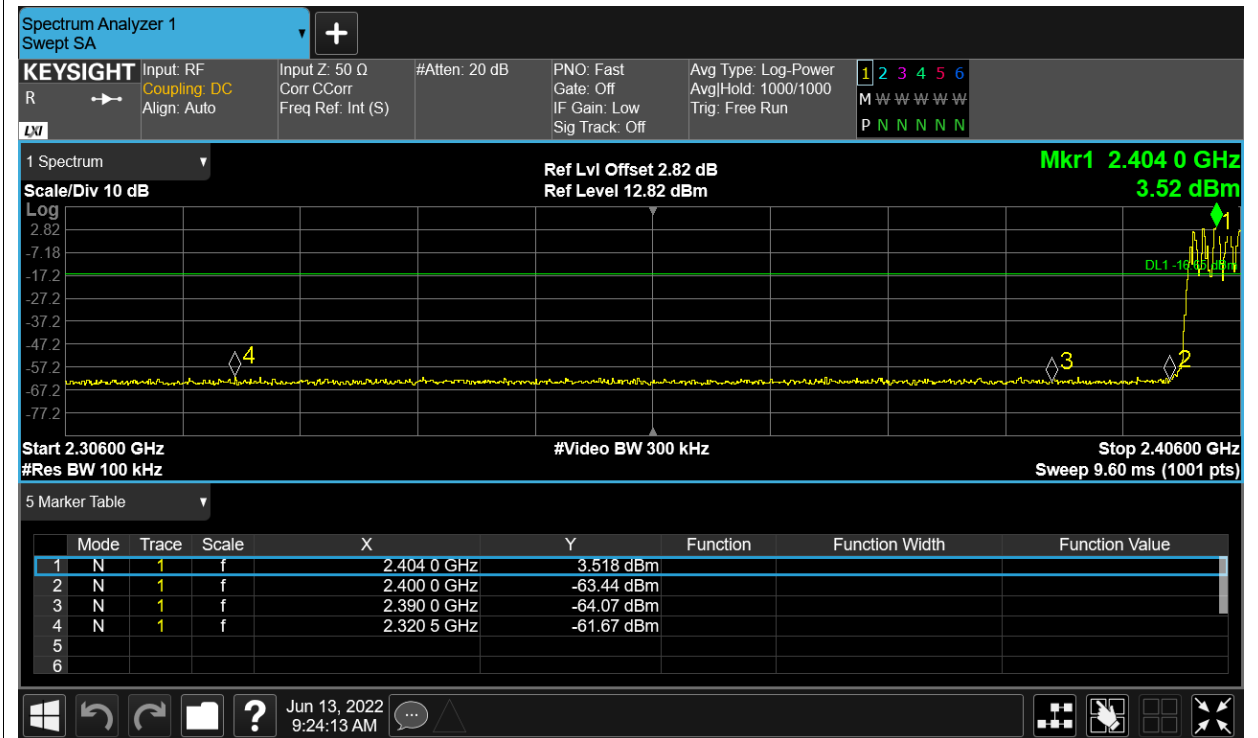 Spectrum Analyzer 1
Swept SA
KEYSIGHT Input: RF Input Z: 50 Ω #Atten: 20 dB PNO: Fast Avg Type: Log-Power 1 2 3 4 5 6
R Coupling: DC Corr CCorr Gate: Off Avg|Hold: 1000/1000 M W W W W W
Align: Auto Freq Ref: Int (S) IF Gain: Low Trig: Free Run P N N N N N
LXI Sig Track: Off
1 Spectrum Ref Lvl Offset 2.82 dB Mkr1 2.404 0 GHz
Scale/Div 10 dB Ref Level 12.82 dBm 3.52 dBm
Log
1
2.82
-7.18
DL1 -16.65 dBm
-17.2
-27.2
-37.2
-47.2
4 3 2
-57.2
-67.2
-77.2
Start 2.30600 GHz #Video BW 300 kHz Stop 2.40600 GHz
#Res BW 100 kHz Sweep 9.60 ms (1001 pts)
5 Marker Table
Mode Trace Scale X Y Function Function Width Function Value
1 N 1 f 2.404 0 GHz 3.518 dBm
2 N 1 f 2.400 0 GHz -63.44 dBm
3 N 1 f 2.390 0 GHz -64.07 dBm
4 N 1 f 2.320 5 GHz -61.67 dBm
5
6
? Jun 13, 2022
9:24:13 AM